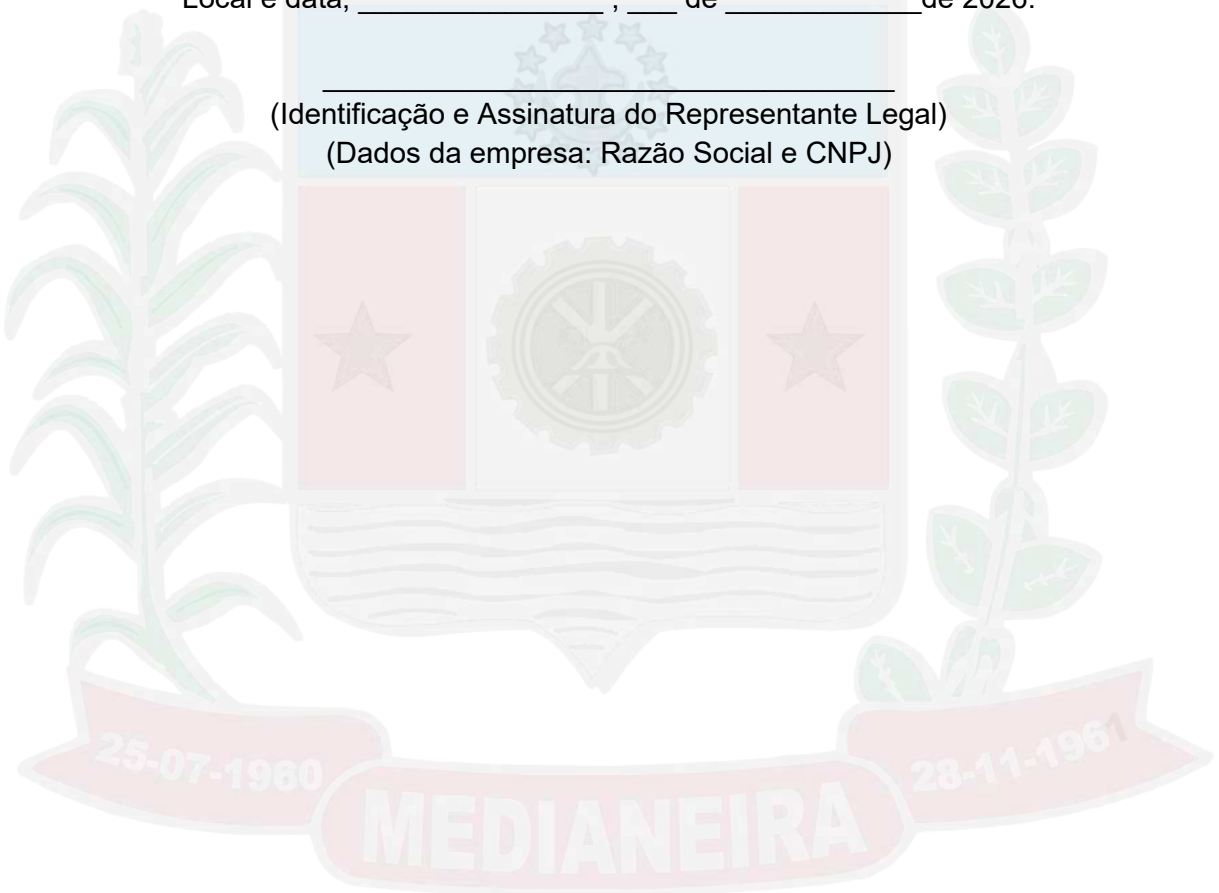 Local e data, _______________ , ___ de ____________de 2026.
___________________________________
(Identificação e Assinatura do Representante Legal)
(Dados da empresa: Razão Social e CNPJ)
25-07-1960
28-11-1961
MEDIANEIRA